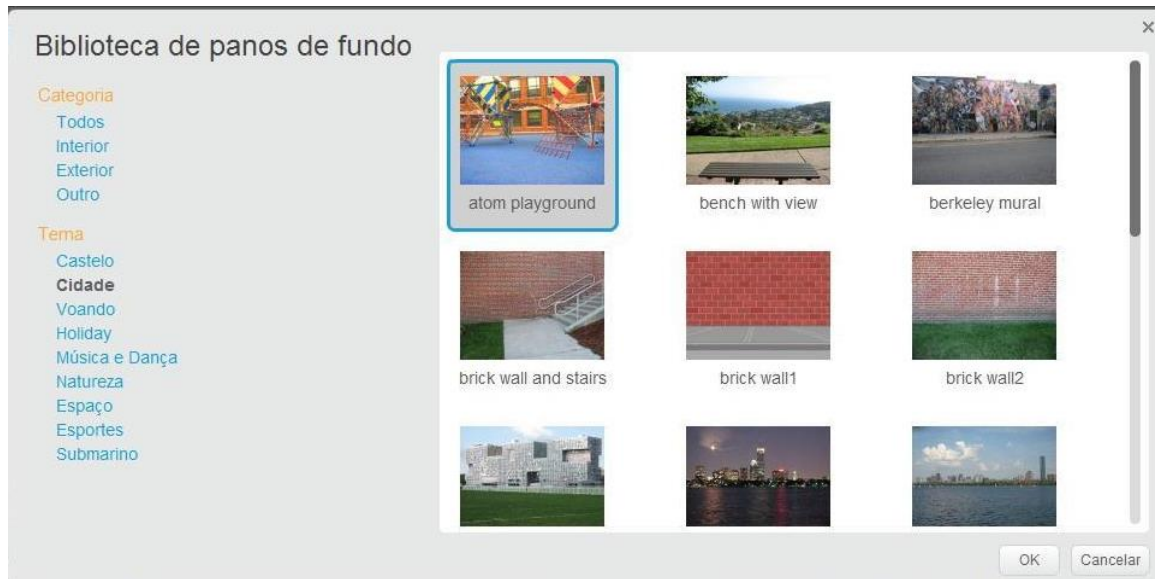 Biblioteca de panos de fundo
×
Categoria
Todos
Interior
Exterior
Outro
Tema
Castelo
Cidade
Voando
Holiday
Música e Dança
Natureza
Espaço
Esportes
Submarino
atom playground
bench with view
berkeley mural
brick wall and stairs
brick wall1
brick wall2
OK
Cancelar